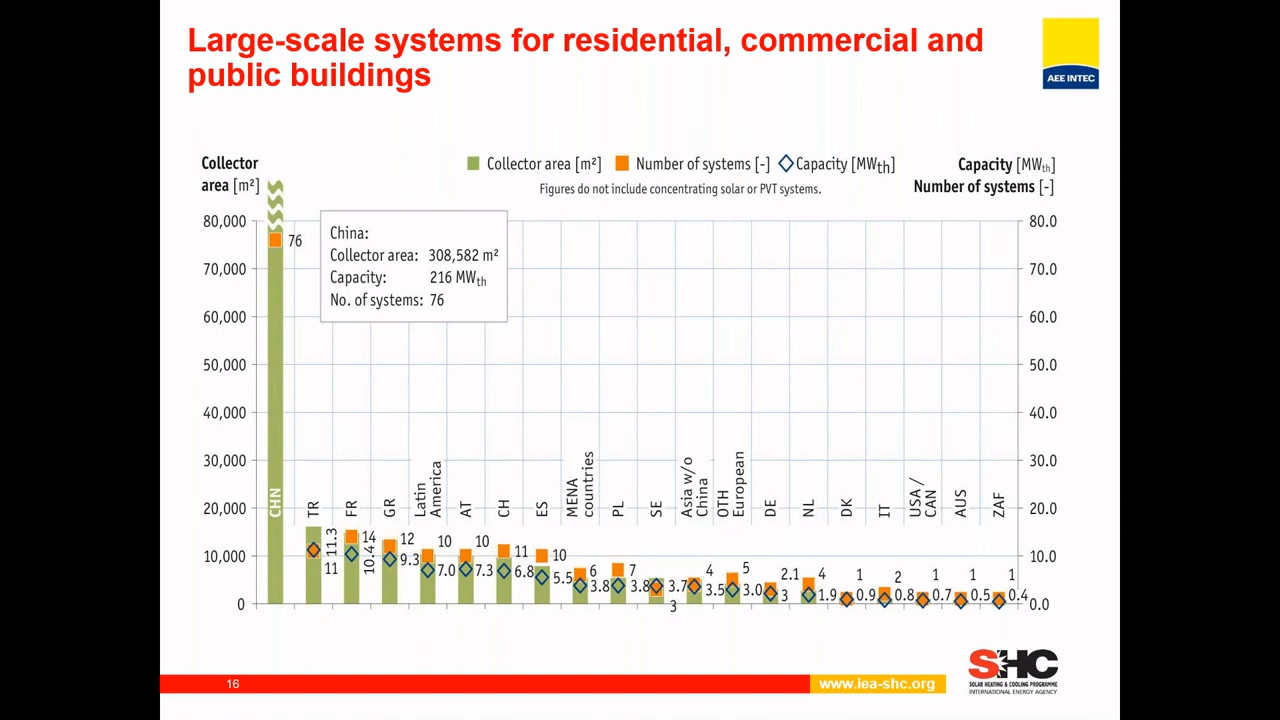 Large-scale systems for residential, commercial and
public buildings
AEE INTEC
Collector
area [m²]
Collector area [m²]
Number of systems [-]
Capacity [MWth]
Figures do not include concentrating solar or PVT systems.
Capacity [MWth]
Number of systems [-]
80,000
70,000
60,000
50,000
40,000
30,000
20,000
10,000
0
80.0
70.0
60.0
50.0
40.0
30.0
20.0
10.0
0.0
76
China:
Collector area: 308,582 m²
Capacity: 216 MWth
No. of systems: 76
CHN
TR
FR
GR
Latin
America
AT
CH
ES
MENA
countries
PL
SE
Asia w/o
China
OTH
European
DE
NL
DK
IT
USA /
CAN
AUS
ZAF
11.3
11
14
10.4
12
9.3
10
7.0
10
7.3
11
6.8
10
5.5
6
3.8
7
3.8
3.7
3
4
3.5
5
3.0
2.1
3
4
1.9
1
0.9
2
0.8
1
0.7
1
0.5
1
0.4
16
www.iea-shc.org
SHC
SOLAR HEATING & COOLING PROGRAMME
INTERNATIONAL ENERGY AGENCY